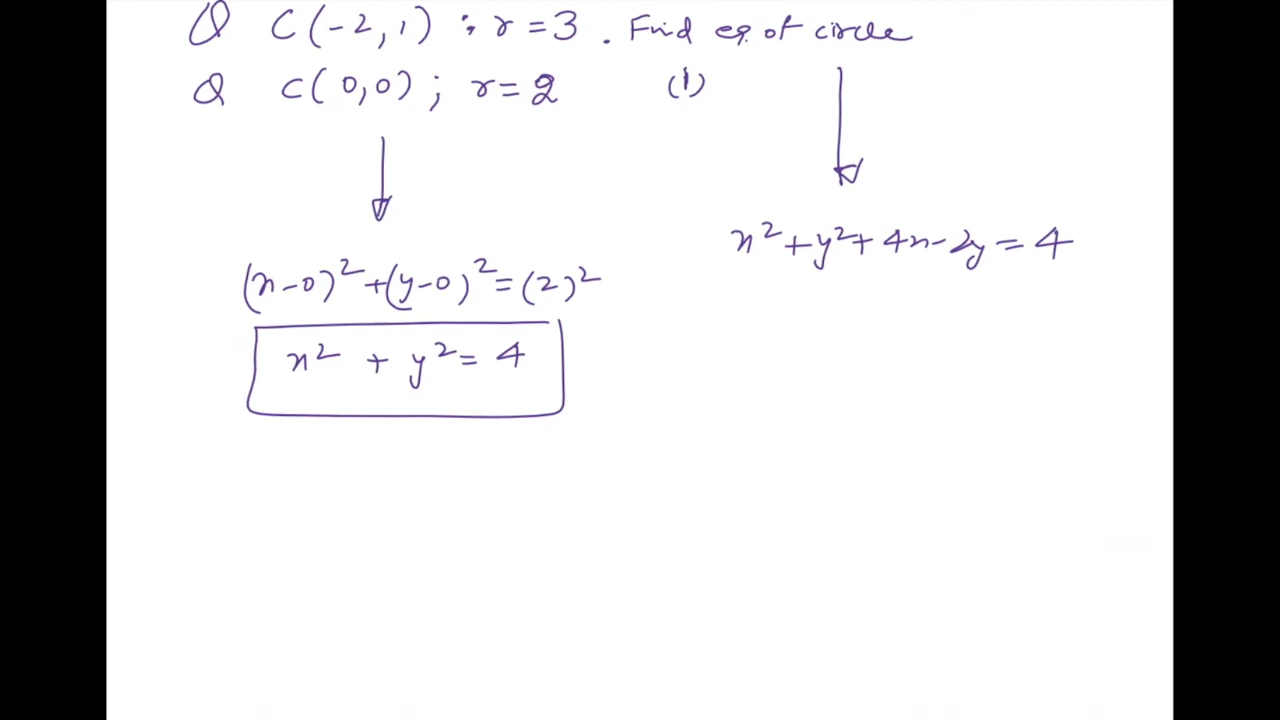 Q C(-2,1) ; r = 3 . Find eq. of circle
Q C(0,0) ; r = 2 (1)
x² + y² + 4x - 2y = 4
(x-0)² + (y-0)² = (2)²
x² + y² = 4